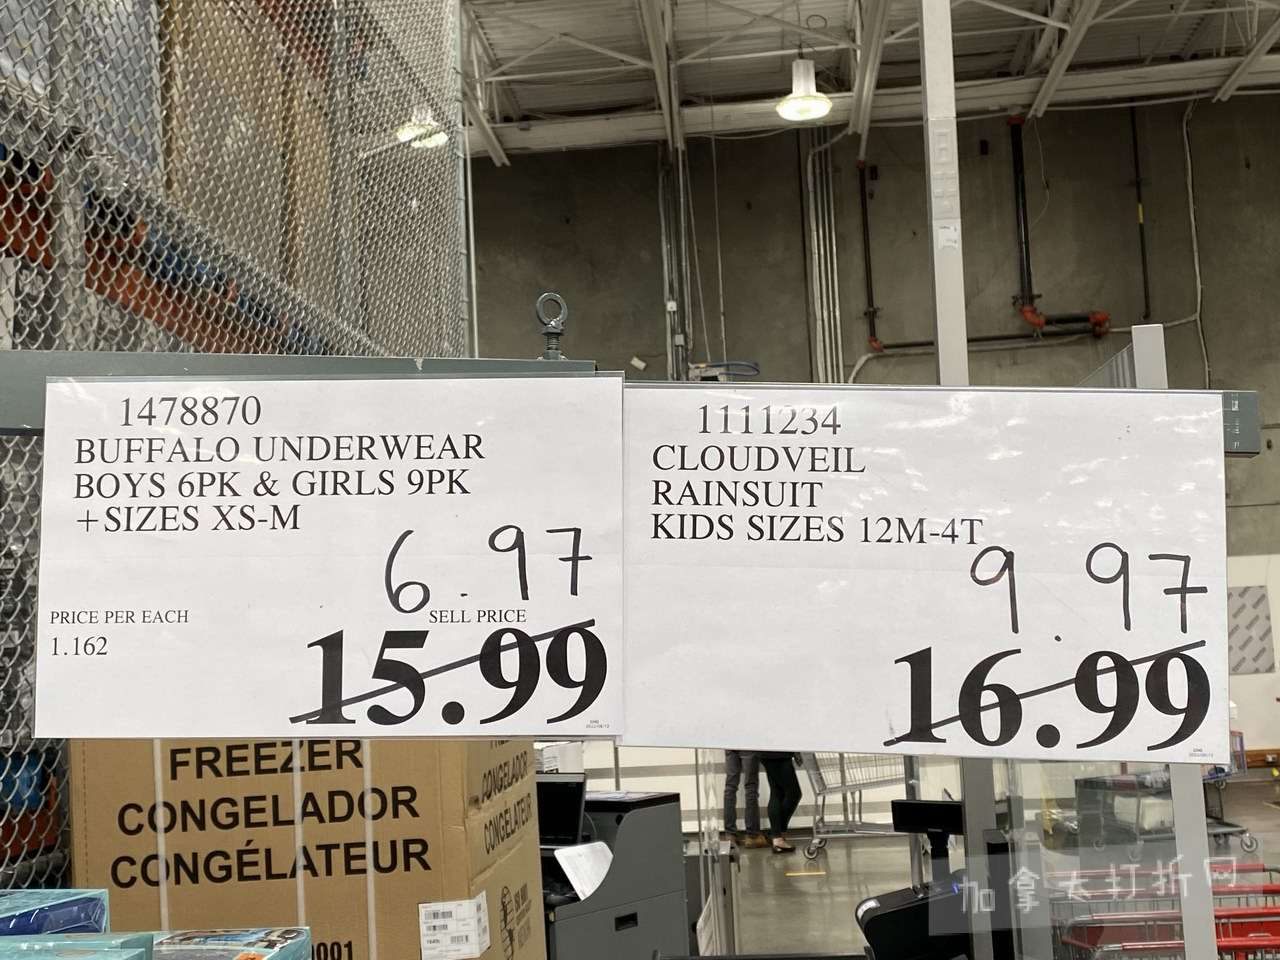 1478870
BUFFALO UNDERWEAR
BOYS 6PK & GIRLS 9PK
+SIZES XS-M
6.97
PRICE PER EACH
SELL PRICE
1.162
15.99
1111234
CLOUDVEIL
RAINSUIT
KIDS SIZES 12M-4T
9.97
16.99
FREEZER
CONGELADOR
CONGÉLATEUR
CONGELADOR
加拿大打折网